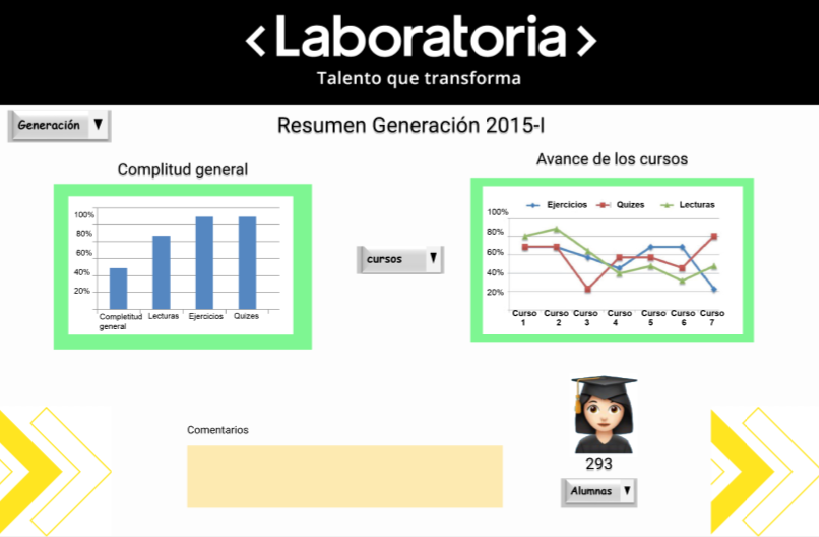 <Laboratoria>
Talento que transforma
Generación ▼
Resumen Generación 2015-I
Complitud general
100%
80%
60%
40%
20%
Completitud general
Lecturas
Ejercicios
Quizes
cursos ▼
Avance de los cursos
Ejercicios
Quizes
Lecturas
100%
80%
60%
40%
20%
Curso 1
Curso 2
Curso 3
Curso 4
Curso 5
Curso 6
Curso 7
Comentarios
293
Alumnas ▼